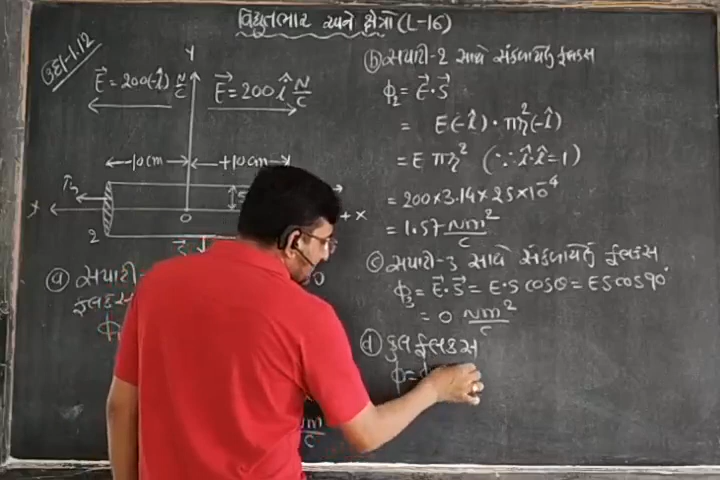 વિદ્યુતભાર અને ક્ષેત્રો (L-16)
ઉદા-1.12
E⃗ = 200(-î) N/C
E⃗ = 200 î N/C
Y
-10cm
+10cm
x
O
+x
2
(a) સપાટી-
(b) સપાટી-2 સાથે સંકળાયેલું ફ્લક્સ
ϕ₂ = E⃗·S⃗
= E(-î) · πr²(-î)
= E πr² (∵ î·î = 1)
= 200×3.14×25×10⁻⁴
= 1.57 Nm²/C
(c) સપાટી-3 સાથે સંકળાયેલું ફ્લક્સ
ϕ₃ = E⃗·S⃗ = E·S cosθ = ES cos90°
= 0 Nm²/C
(d) કુલ ફ્લક્સ
ϕ =